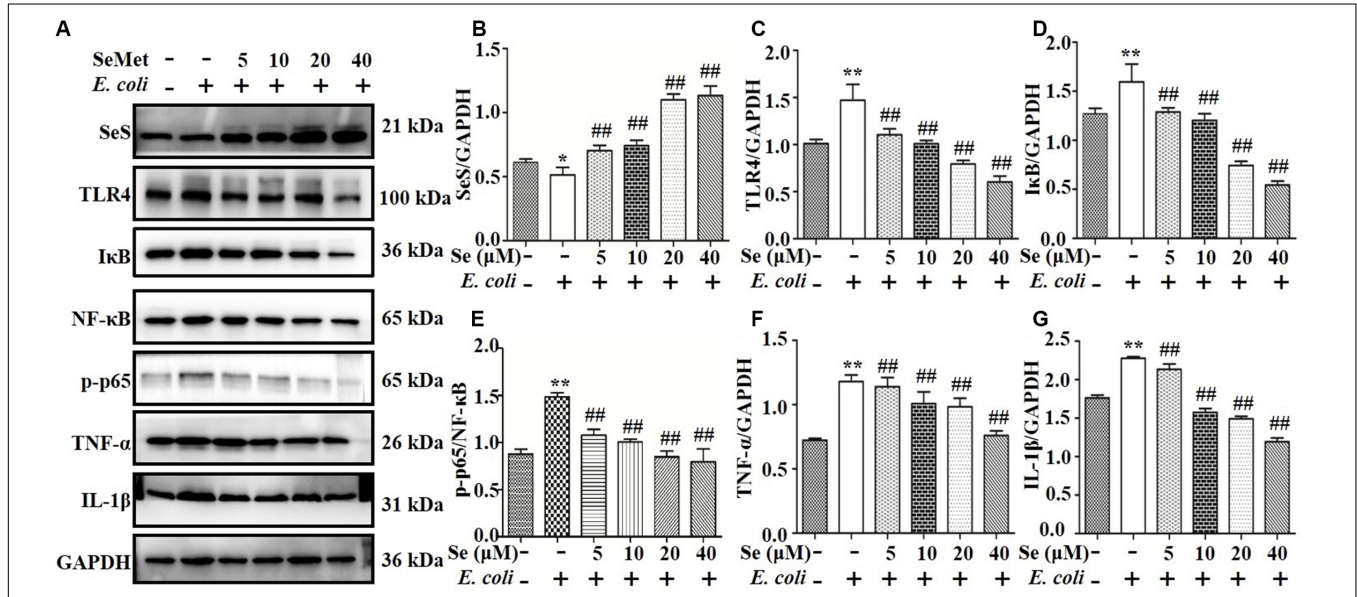 A
SeMet - - 5 10 20 40
E. coli - + + + + +
SeS 21 kDa
TLR4 100 kDa
IκB 36 kDa
NF-κB 65 kDa
p-p65 65 kDa
TNF-α 26 kDa
IL-1β 31 kDa
GAPDH 36 kDa
B
SeS/GAPDH
1.5
1.0
0.5
0.0
* ## ## ## ##
Se (μM) - - 5 10 20 40
E. coli - + + + + +
C
TLR4/GAPDH
2.0
1.5
1.0
0.5
0.0
** ## ## ## ##
Se (μM) - - 5 10 20 40
E. coli - + + + + +
D
IκB/GAPDH
2.0
1.5
1.0
0.5
0.0
** ## ## ## ##
Se (μM) - - 5 10 20 40
E. coli - + + + + +
E
p-p65/NF-κB
2.0
1.5
1.0
0.5
0.0
** ## ## ## ##
Se (μM) - - 5 10 20 40
E. coli - + + + + +
F
TNF-α/GAPDH
1.5
1.0
0.5
0.0
** ## ## ## ##
Se (μM) - - 5 10 20 40
E. coli - + + + + +
G
IL-1β/GAPDH
2.5
2.0
1.5
1.0
0.5
0.0
** ## ## ## ##
Se (μM) - - 5 10 20 40
E. coli - + + + + +